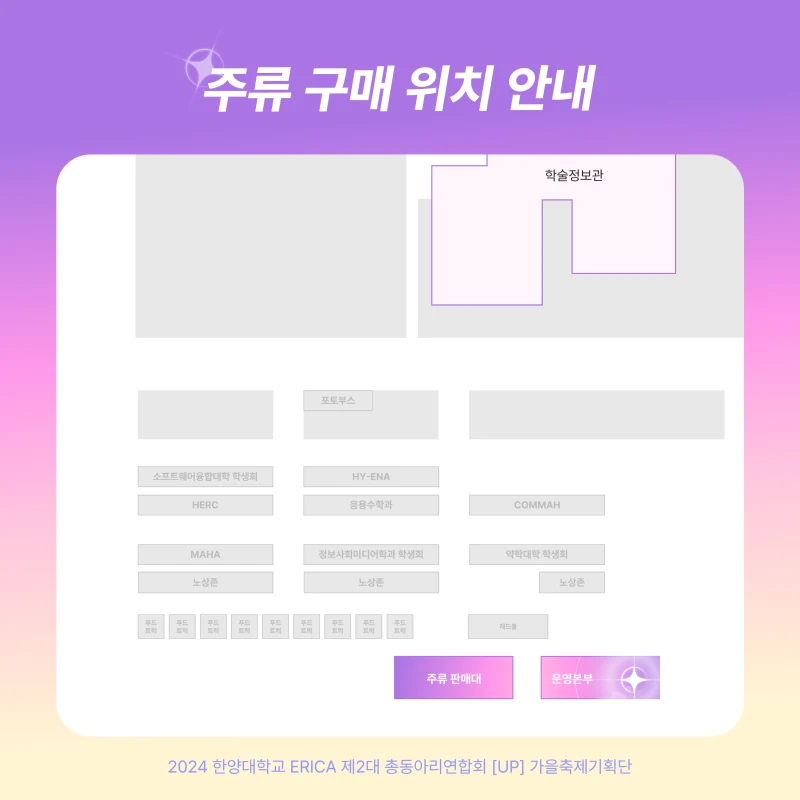 주류 구매 위치 안내
학술정보관
포토부스
소프트웨어융합대학 학생회
HY-ENA
HERC
응용수학과
COMMAH
MAHA
정보사회미디어학과 학생회
약학대학 학생회
노상존
노상존
노상존
푸드
트럭
푸드
트럭
푸드
트럭
푸드
트럭
푸드
트럭
푸드
트럭
푸드
트럭
푸드
트럭
푸드
트럭
주류 판매대
운영본부
2024 한양대학교 ERICA 제2대 총동아리연합회 [UP] 가을축제기획단